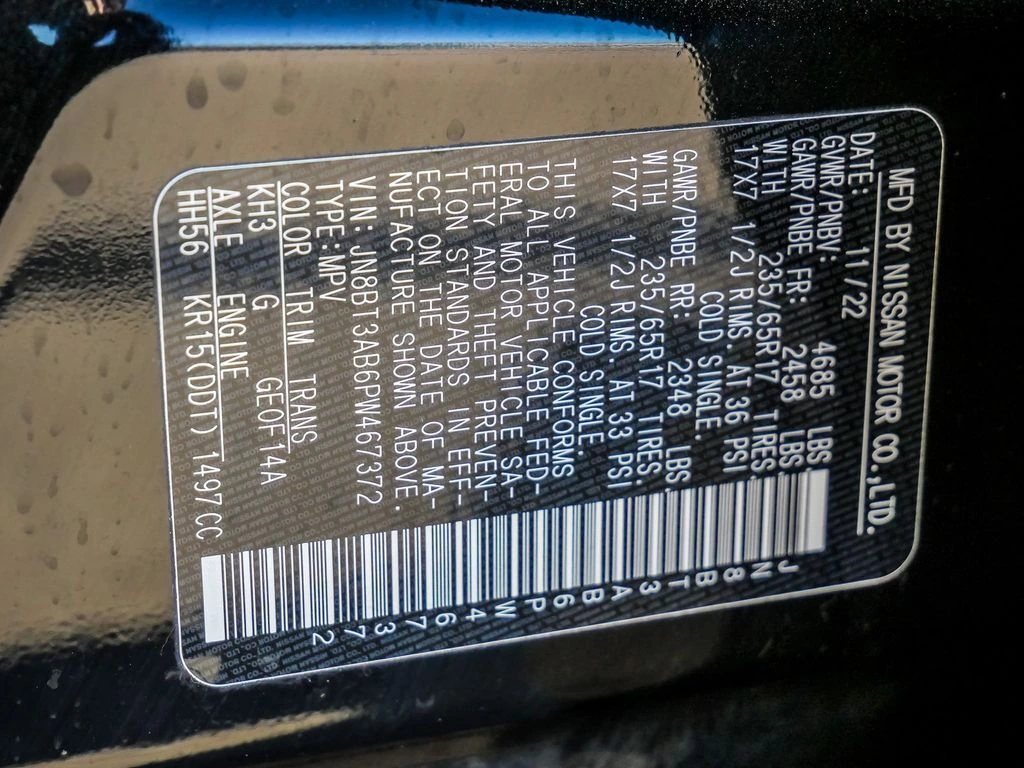 MFD BY NISSAN MOTOR CO.,LTD.
DATE: 11/22
GVWR/PNBV: 4685 LBS.
GAWR/PNBE FR: 2458 LBS.
WITH 235/65R17 TIRES.
17X7 1/2J RIMS, AT 36 PSI
COLD SINGLE.
GAWR/PNBE RR: 2348 LBS.
WITH 235/65R17 TIRES.
17X7 1/2J RIMS. AT 33 PSI
COLD SINGLE.
THIS VEHICLE CONFORMS
TO ALL APPLICABLE FED-
ERAL MOTOR VEHICLE SA-
FETY AND THEFT PREVEN-
TION STANDARDS IN EFF-
ECT ON THE DATE OF MA-
NUFACTURE SHOWN ABOVE.
VIN: JN8BT3AB6PW467372
TYPE:MPV
COLOR TRIM TRANS
KH3 G GE0F14A
AXLE ENGINE
HH56 KR15(DDT) 1497CC
JN8BT3AB6PW467372